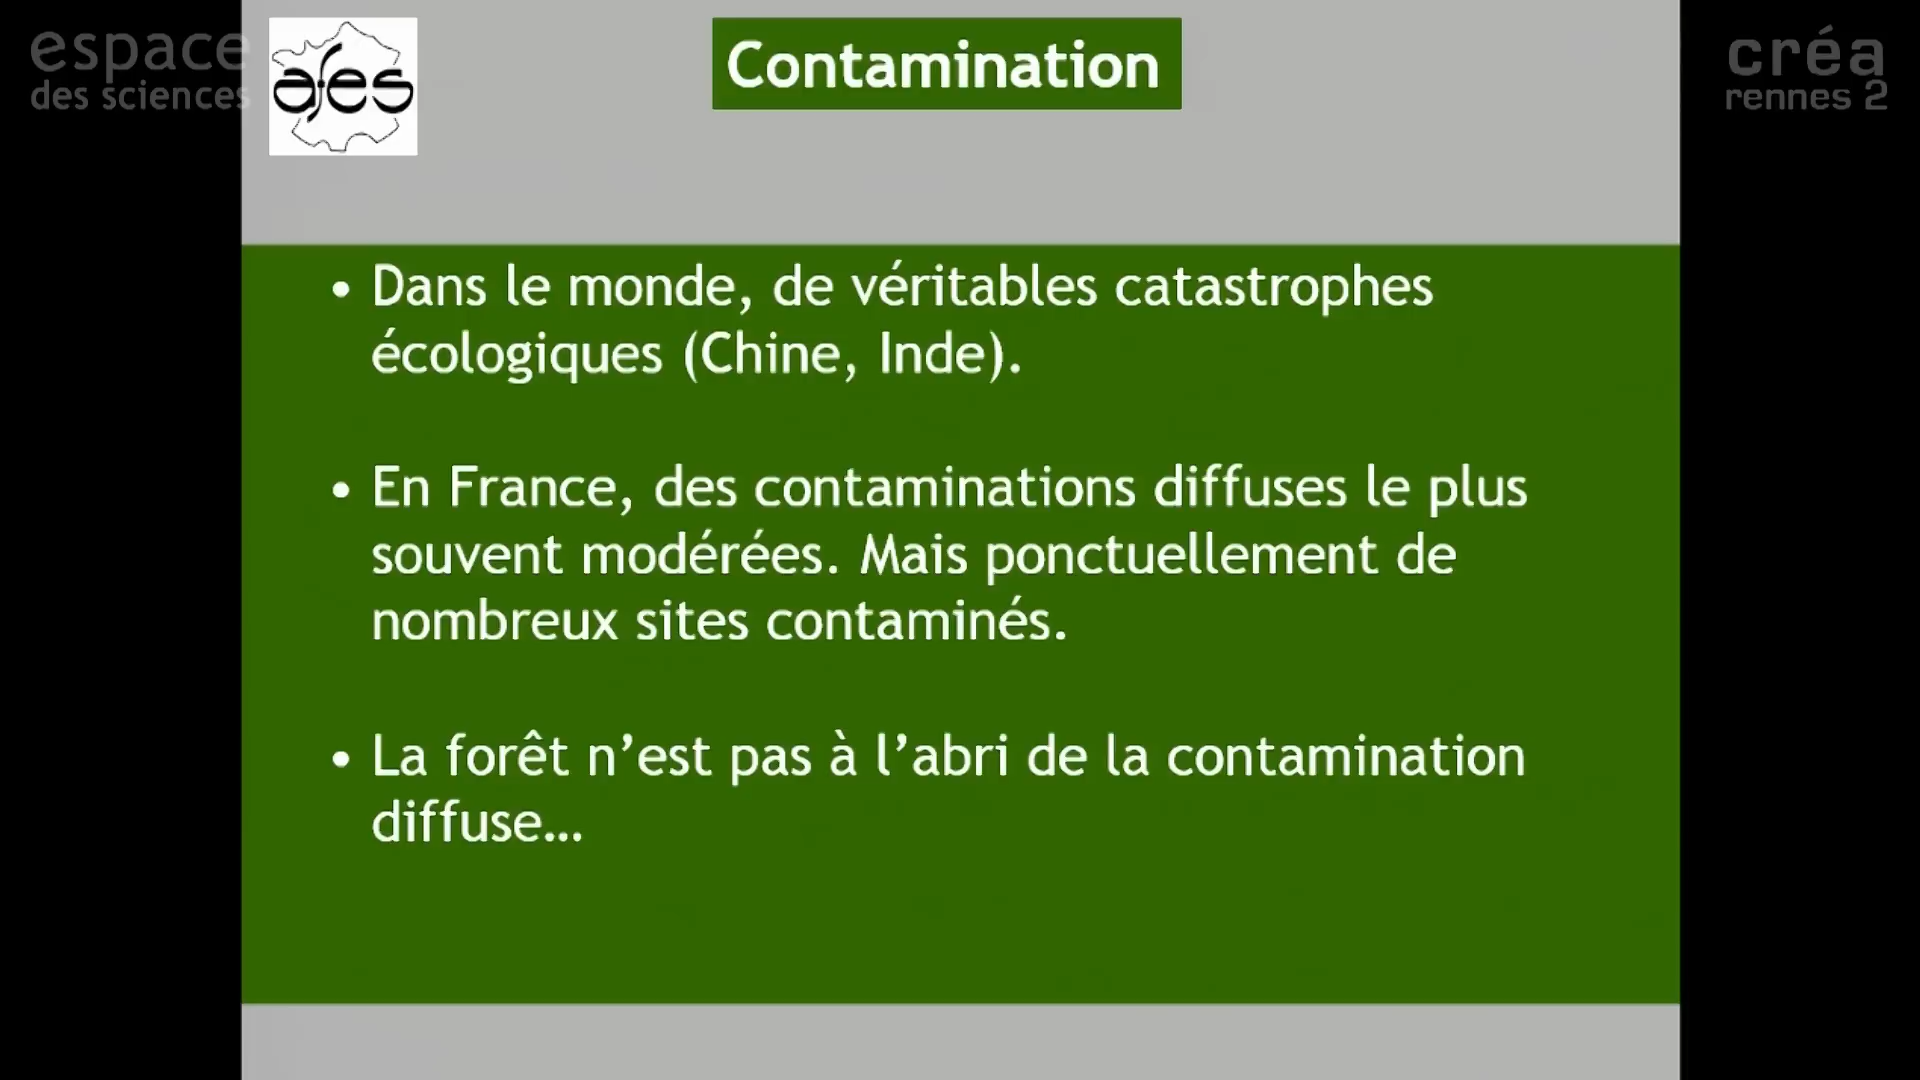 espace
des sciences
afes
Contamination
créa
rennes 2
• Dans le monde, de véritables catastrophes
écologiques (Chine, Inde).
• En France, des contaminations diffuses le plus
souvent modérées. Mais ponctuellement de
nombreux sites contaminés.
• La forêt n’est pas à l’abri de la contamination
diffuse…